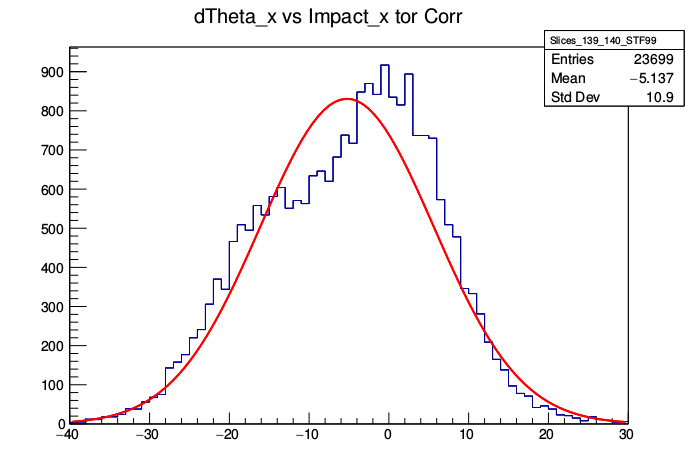 dTheta_x vs Impact_x tor Corr
Slices_139_140_STF99
Entries 23699
Mean −5.137
Std Dev 10.9
900
800
700
600
500
400
300
200
100
0
−40 −30 −20 −10 0 10 20 30